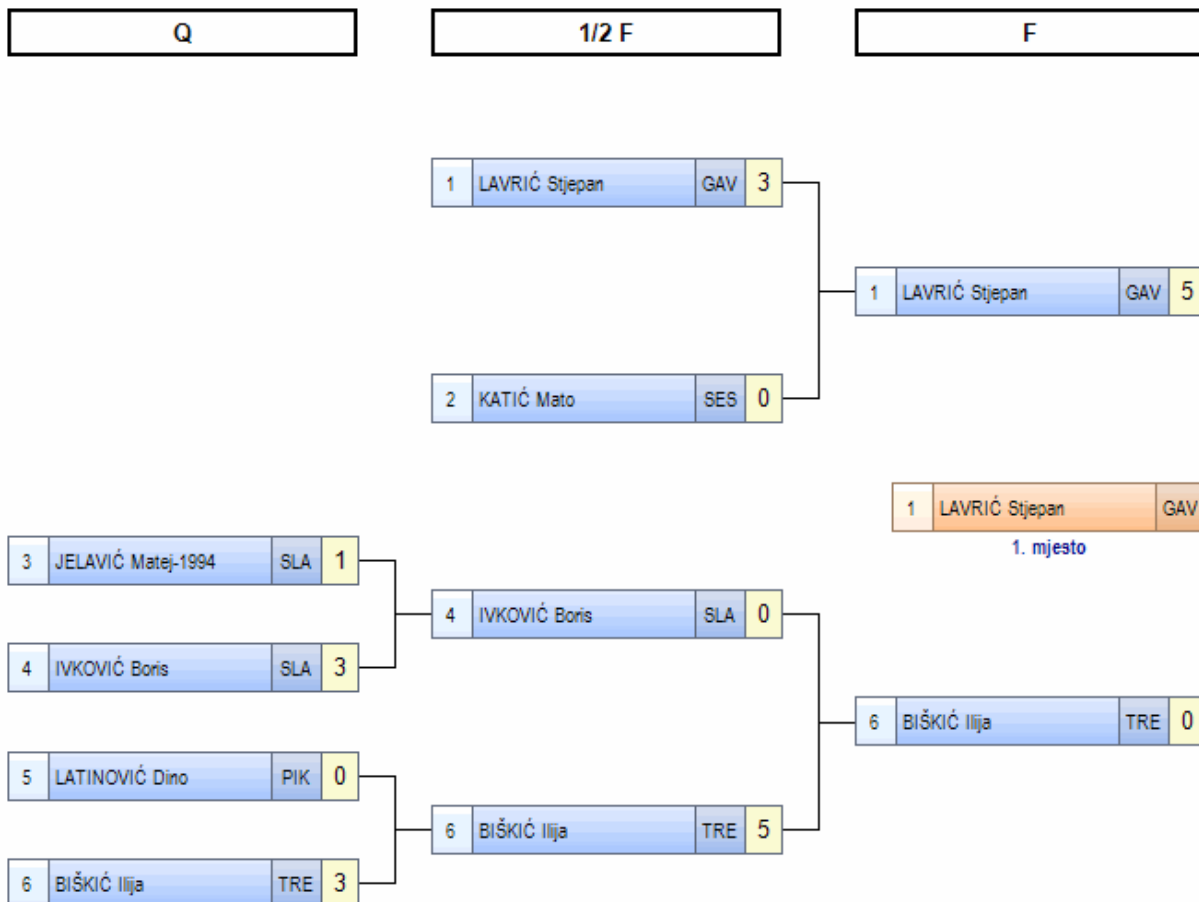 Q 1/2 F F
1 LAVRIĆ Stjepan GAV 3
1 LAVRIĆ Stjepan GAV 5
2 KATIĆ Mato SES 0
1 LAVRIĆ Stjepan GAV
1. mjesto
3 JELAVIĆ Matej-1994 SLA 1
4 IVKOVIĆ Boris SLA 0
4 IVKOVIĆ Boris SLA 3
6 BIŠKIĆ Ilija TRE 0
5 LATINOVIĆ Dino PIK 0
6 BIŠKIĆ Ilija TRE 5
6 BIŠKIĆ Ilija TRE 3